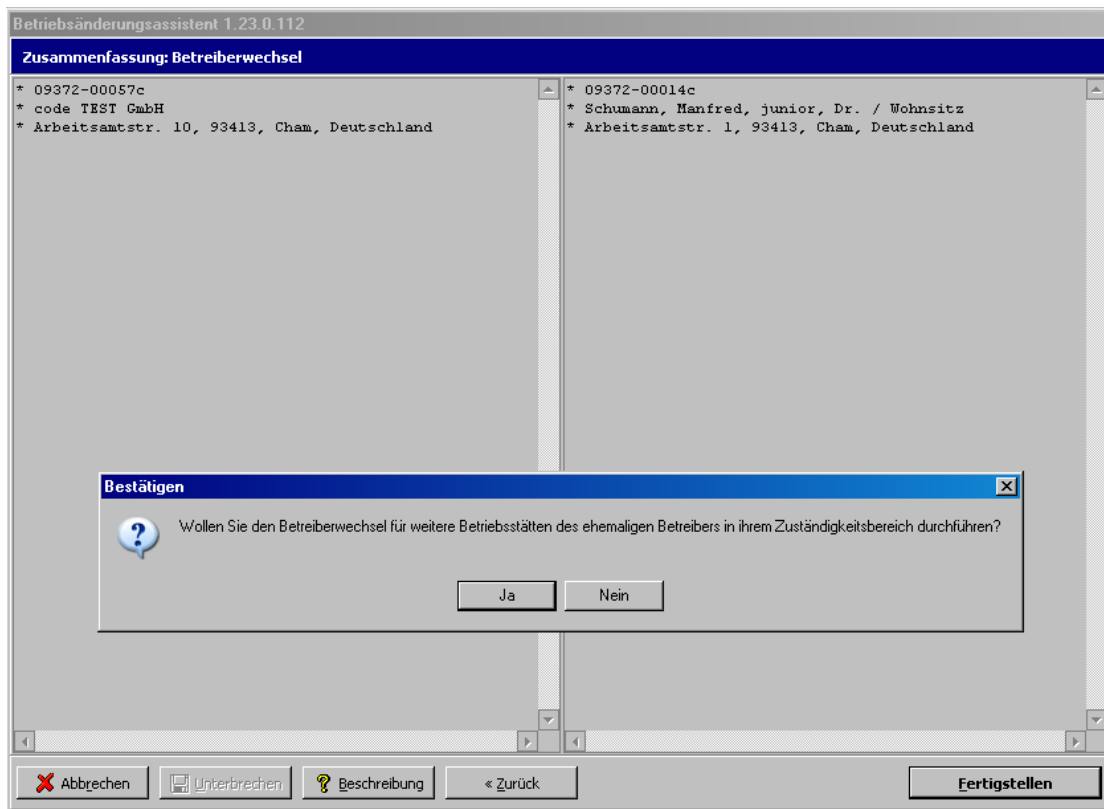 Betriebsänderungsassistent 1.23.0.112
Zusammenfassung: Betreiberwechsel
* 09372-00057c
* code TEST GmbH
* Arbeitsamtstr. 10, 93413, Cham, Deutschland
* 09372-00014c
* Schumann, Manfred, junior, Dr. / Wohnsitz
* Arbeitsamtstr. 1, 93413, Cham, Deutschland
Bestätigen
Wollen Sie den Betreiberwechsel für weitere Betriebsstätten des ehemaligen Betreibers in ihrem Zuständigkeitsbereich durchführen?
Ja Nein
Abbrechen Unterbrechen Beschreibung « Zurück Fertigstellen